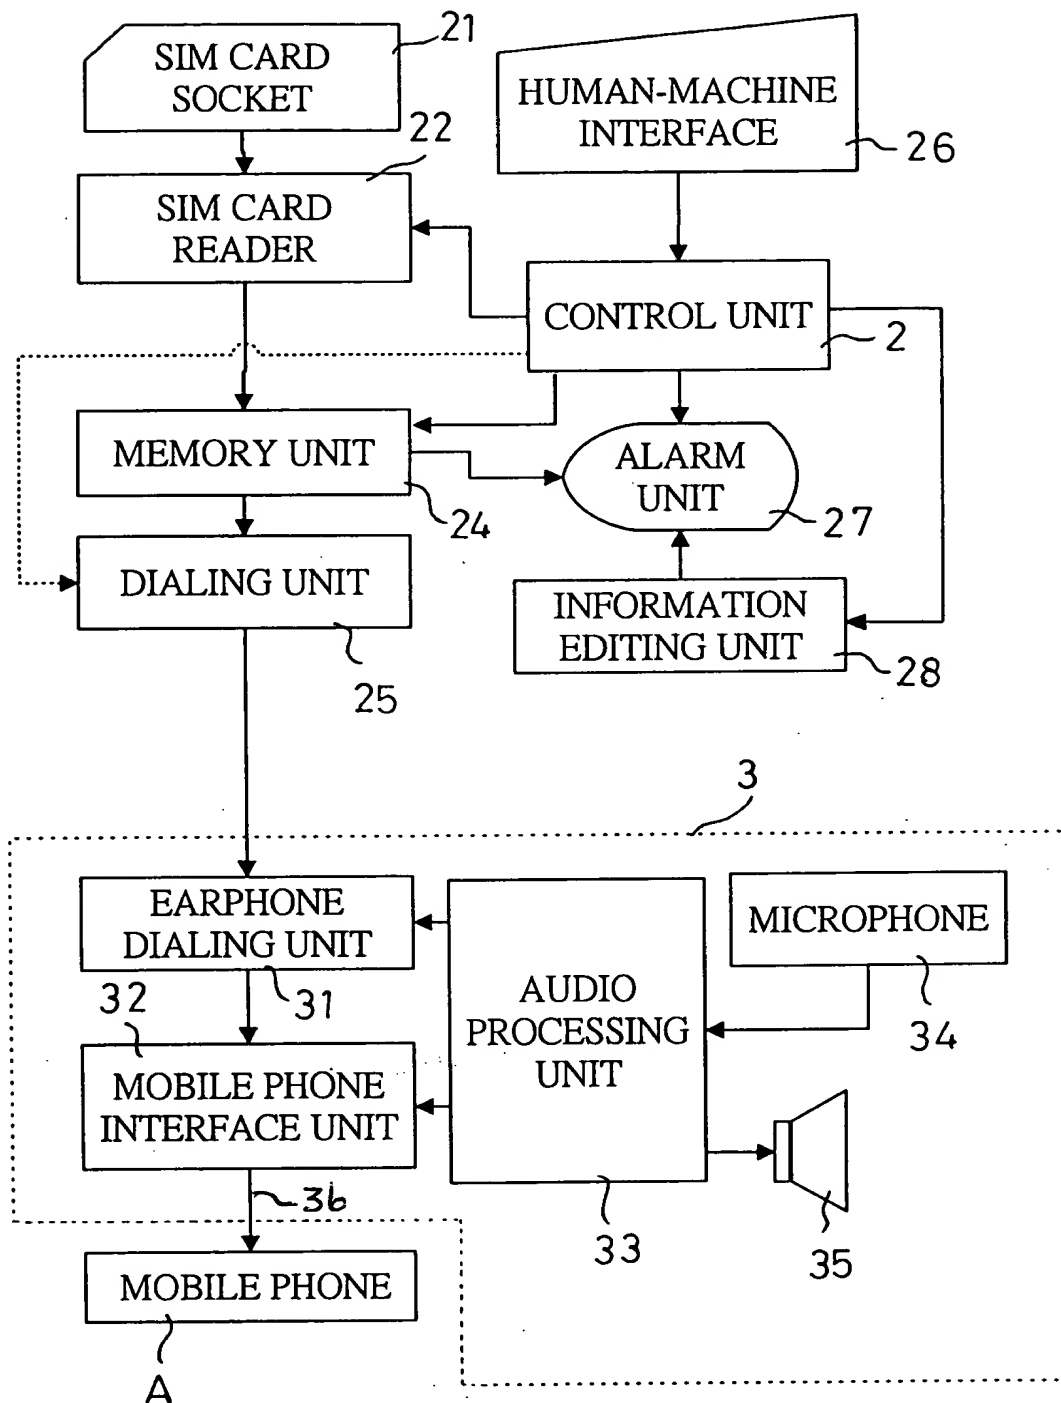 SIM CARD
SOCKET
21
HUMAN-MACHINE
INTERFACE
26
22
SIM CARD
READER
CONTROL UNIT
2
MEMORY UNIT
24
ALARM
UNIT
27
DIALING UNIT
25
INFORMATION
EDITING UNIT
28
3
EARPHONE
DIALING UNIT
31
MICROPHONE
34
32
AUDIO
PROCESSING
UNIT
33
MOBILE PHONE
INTERFACE UNIT
36
35
MOBILE PHONE
A